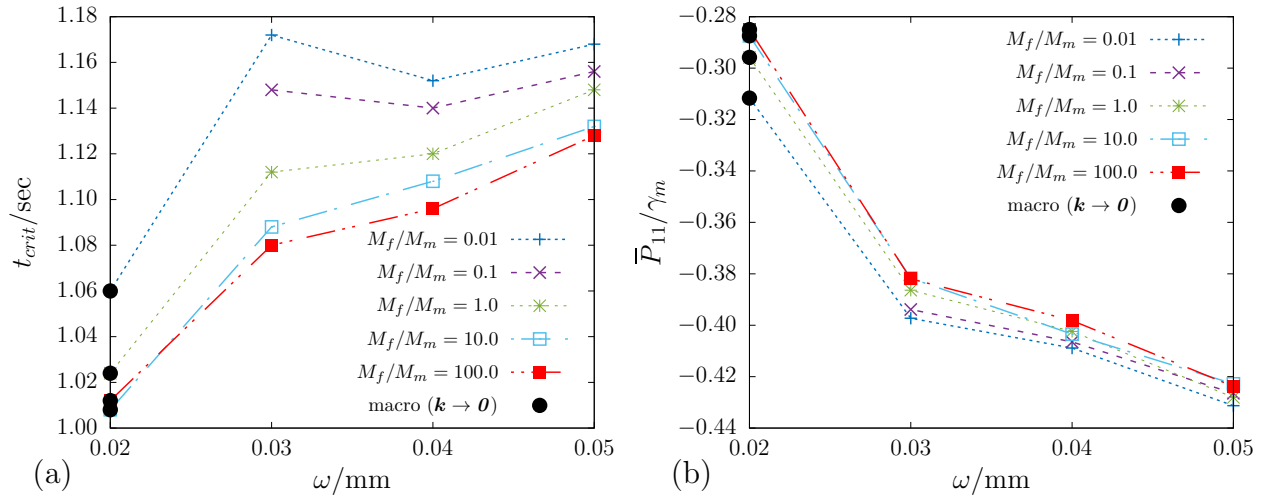 1.18
1.16
1.14
1.12
1.10
1.08
1.06
1.04
1.02
1.00
t_crit/sec
0.02 0.03 0.04 0.05
ω/mm
(a)
M_f/M_m = 0.01
M_f/M_m = 0.1
M_f/M_m = 1.0
M_f/M_m = 10.0
M_f/M_m = 100.0
macro (k → 0)
−0.28
−0.30
−0.32
−0.34
−0.36
−0.38
−0.40
−0.42
−0.44
P̅_11/γ_m
0.02 0.03 0.04 0.05
ω/mm
(b)
M_f/M_m = 0.01
M_f/M_m = 0.1
M_f/M_m = 1.0
M_f/M_m = 10.0
M_f/M_m = 100.0
macro (k → 0)